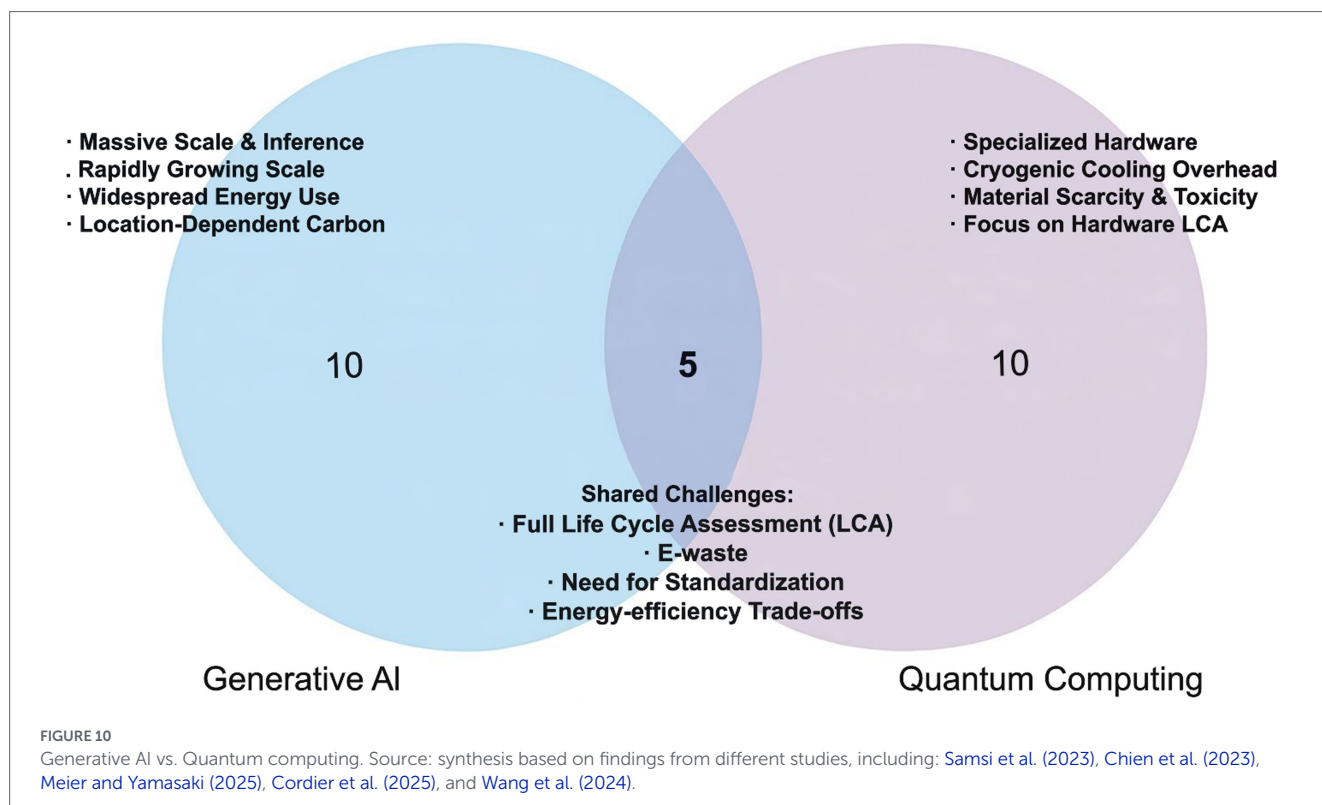 · Massive Scale & Inference
. Rapidly Growing Scale
· Widespread Energy Use
· Location-Dependent Carbon
· Specialized Hardware
· Cryogenic Cooling Overhead
· Material Scarcity & Toxicity
· Focus on Hardware LCA
10
5
10
Shared Challenges:
· Full Life Cycle Assessment (LCA)
· E-waste
· Need for Standardization
· Energy-efficiency Trade-offs
Generative AI
Quantum Computing
FIGURE 10
Generative AI vs. Quantum computing. Source: synthesis based on findings from different studies, including: Samsi et al. (2023), Chien et al. (2023),
Meier and Yamasaki (2025), Cordier et al. (2025), and Wang et al. (2024).